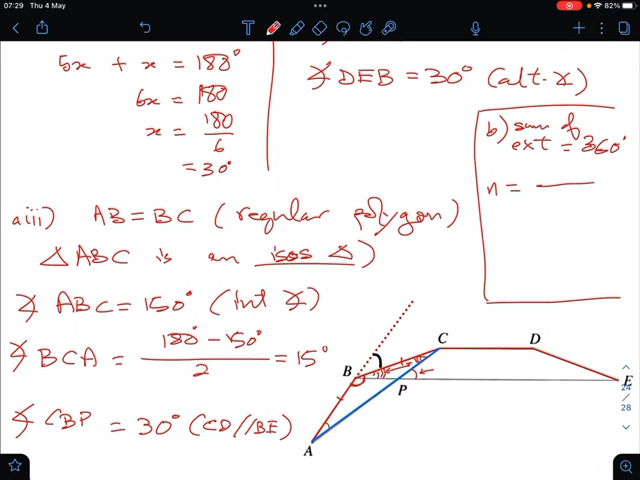 07:29 Thu 4 May
82%
5x + x = 180°
6x = 180
x = 180
6
= 30°
∡ DEB = 30° (alt. ∡)
b) sum of
ext = 360°
n =
aiii) AB = BC (regular polygon)
△ ABC is an isos △)
∡ ABC = 150° (int ∡)
∡ BCA = 180° - 150°
2
= 15°
∡ CBP = 30° (CD//BE)
B
C
D
E
P
A
24
28